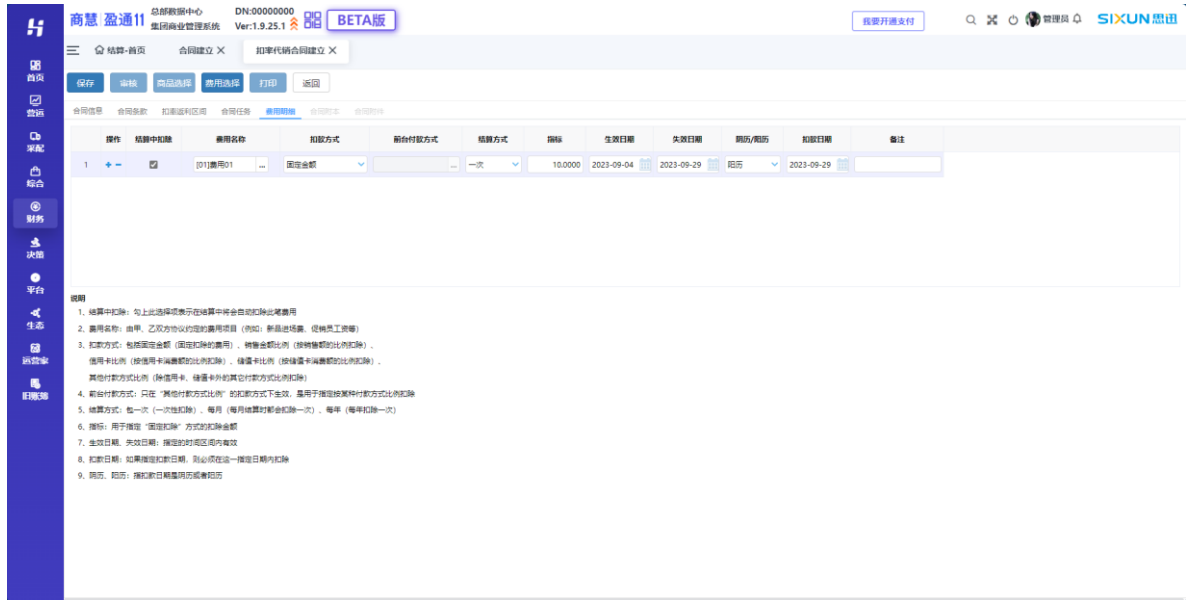 商慧 盈通11 总部数据中心 DN:00000000
集团商业管理系统 Ver:1.9.25.1 BETA版 我要开通支付 管理员 SIXUN思迅
结算-首页 合同建立 扣率代销合同建立
保存 审核 商品选择 费用选择 打印 返回
合同信息 合同条款 扣率返利区间 合同任务 费用明细 合同附本 合同附件
操作 结算中扣除 费用名称 扣款方式 前台付款方式 结算方式 指标 生效日期 失效日期 阴历/阳历 扣款日期 备注
1 [01]费用01 ... 固定金额 ... 一次 10.0000 2023-09-04 2023-09-29 阳历 2023-09-29
首页
营运
采配
综合
财务
决策
平台
生态
运营家
旧账簿
说明
1、结算中扣除：勾上此选择项表示在结算中将会自动扣除此笔费用
2、费用名称：由甲、乙双方协议约定的费用项目（例如：新品进场费、促销员工资等）
3、扣款方式：包括固定金额（固定扣除的费用）、销售金额比例（按销售额的比例扣除）、
信用卡比例（按信用卡消费额的比例扣除）、储值卡比例（按储值卡消费额的比例扣除）、
其他付款方式比例（除信用卡、储值卡外的其它付款方式比例扣除）
4、前台付款方式：只在“其他付款方式比例”的扣款方式下生效，是用于指定按某种付款方式比例扣除
5、结算方式：包一次（一次性扣除）、每月（每月结算时都会扣除一次）、每年（每年扣除一次）
6、指标：用于指定“固定扣除”方式的扣除金额
7、生效日期、失效日期：指定的时间区间内有效
8、扣款日期：如果指定扣款日期，则必须在这一指定日期内扣除
9、阴历、阳历：指扣款日期是阴历或者阳历